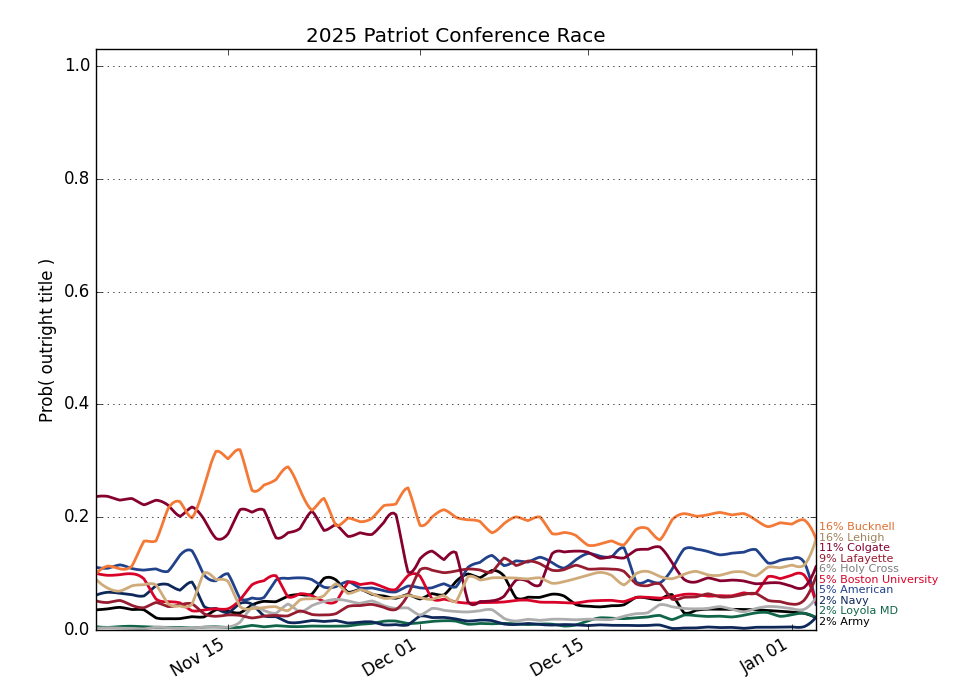 2025 Patriot Conference Race
Prob( outright title )
1.0
0.8
0.6
0.4
0.2
0.0
Nov 15
Dec 01
Dec 15
Jan 01
16% Bucknell
16% Lehigh
11% Colgate
9% Lafayette
6% Holy Cross
5% Boston University
5% American
2% Navy
2% Loyola MD
2% Army